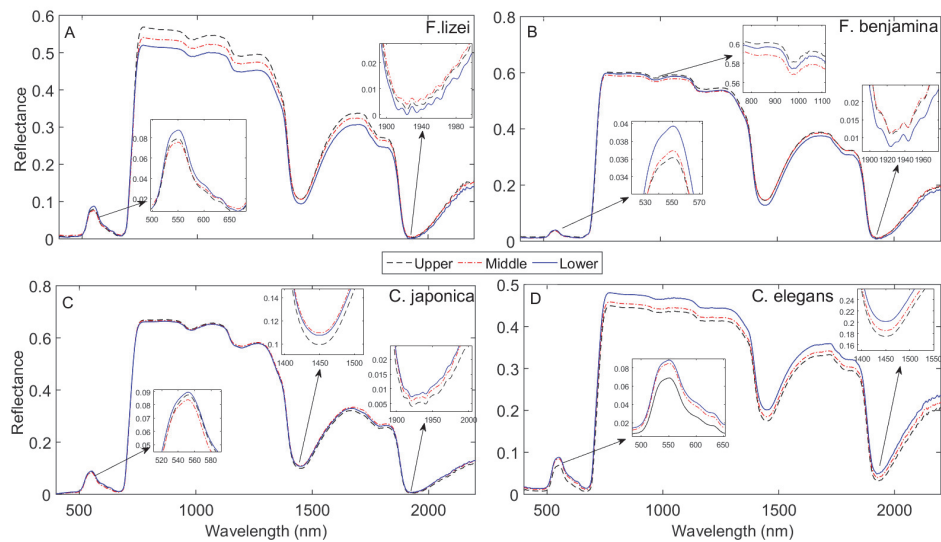 A
F.lizei
0.6
0.5
0.4
0.3
0.2
0.1
0
Reflectance
0.02
0.01
0
1900 1940 1980
0.08
0.06
0.04
0.02
500 550 600 650
B
F. benjamina
0.8
0.6
0.4
0.2
0
0.6
0.58
0.56
800 900 1000 1100
0.04
0.038
0.036
0.034
530 550 570
0.02
0.015
0.01
1900 1920 1940 1960
Upper Middle Lower
C
C. japonica
0.8
0.6
0.4
0.2
0
Reflectance
500 1000 1500 2000
Wavelength (nm)
0.14
0.12
0.1
1400 1450 1500
0.02
0.015
0.01
0.005
1900 1950 2000
0.09
0.08
0.07
0.06
0.05
520 540 560 580
D
C. elegans
0.5
0.4
0.3
0.2
0.1
0
500 1000 1500 2000
Wavelength (nm)
0.24
0.22
0.2
0.18
0.16
1400 1450 1500 1550
0.08
0.06
0.04
0.02
500 550 600 650